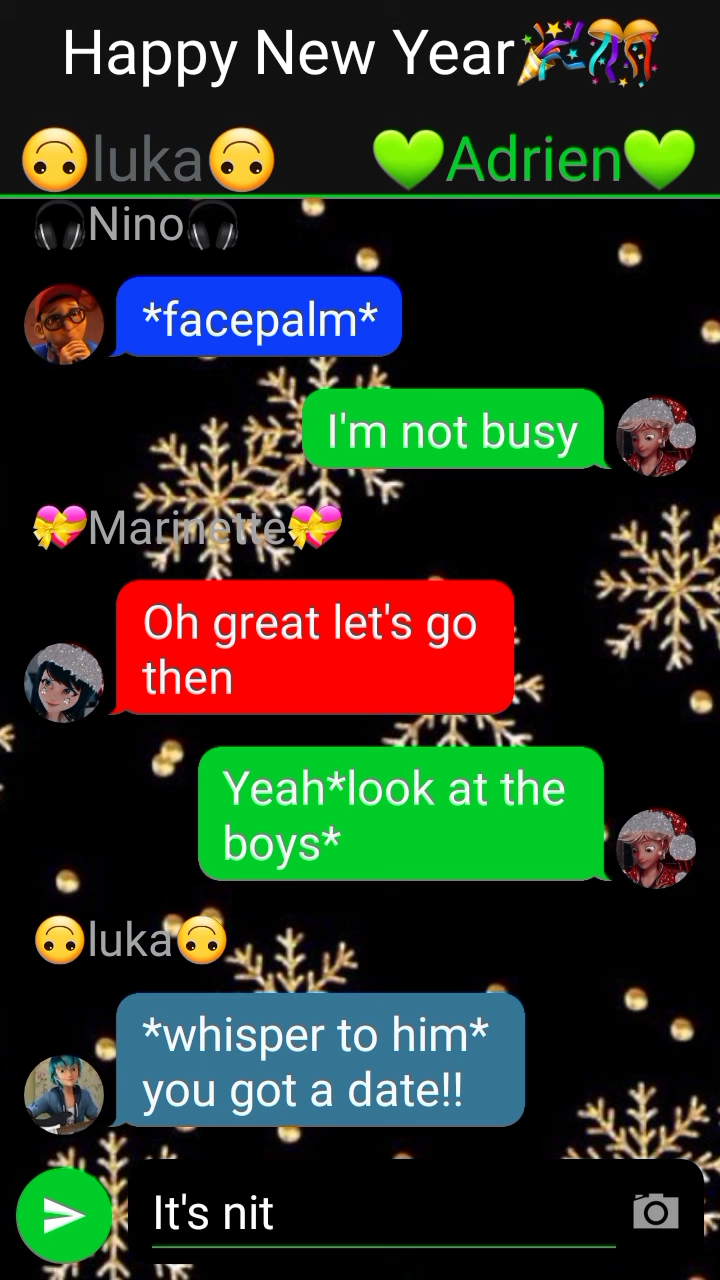 Happy New Year🎉🎊
🙃luka🙃 💚Adrien💚
🎧Nino🎧
*facepalm*
I'm not busy
💝Marinette💝
Oh great let's go
then
Yeah*look at the
boys*
🙃luka🙃
*whisper to him*
you got a date!!
It's nit